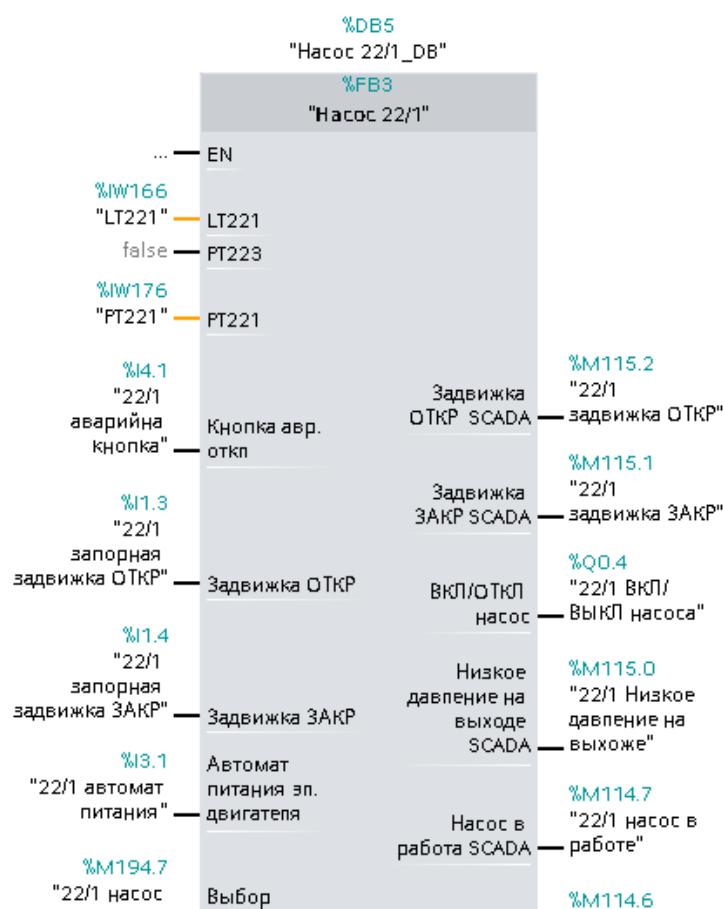 %DB5
"Насос 22/1_DB"
%FB3
"Насос 22/1"
... EN
%IW166
"LT221" LT221
false PT223
%IW176
"PT221" PT221
%I4.1
"22/1
аварийна
кнопка"
Кнопка авр.
откл
%I1.3
"22/1
запорная
задвижка ОТКР"
Задвижка ОТКР
%I1.4
"22/1
запорная
задвижка ЗАКР"
Задвижка ЗАКР
%I3.1
"22/1 автомат
питания"
Автомат
питания эл.
двигателя
%M194.7
"22/1 насос
Выбор
Задвижка
ОТКР SCADA
%M115.2
"22/1
задвижка ОТКР"
Задвижка
ЗАКР SCADA
%M115.1
"22/1
задвижка ЗАКР"
ВКЛ/ОТКЛ
насос
%Q0.4
"22/1 ВКЛ/
ВЫКЛ насоса"
Низкое
давление на
выходе
SCADA
%M115.0
"22/1 Низкое
давление на
выхоже"
Насос в
работа SCADA
%M114.7
"22/1 насос в
работе"
%M114.6